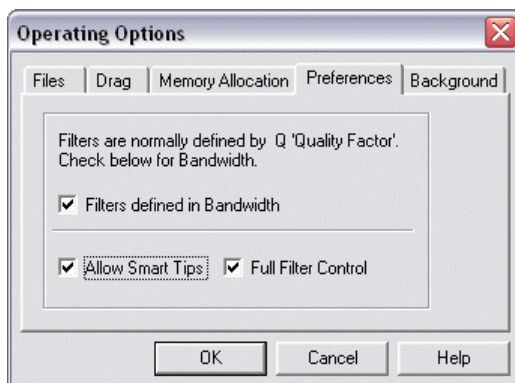 Operating Options
Files Drag Memory Allocation Preferences Background
Filters are normally defined by Q 'Quality Factor'.
Check below for Bandwidth.
Filters defined in Bandwidth
Allow Smart Tips Full Filter Control
OK Cancel Help